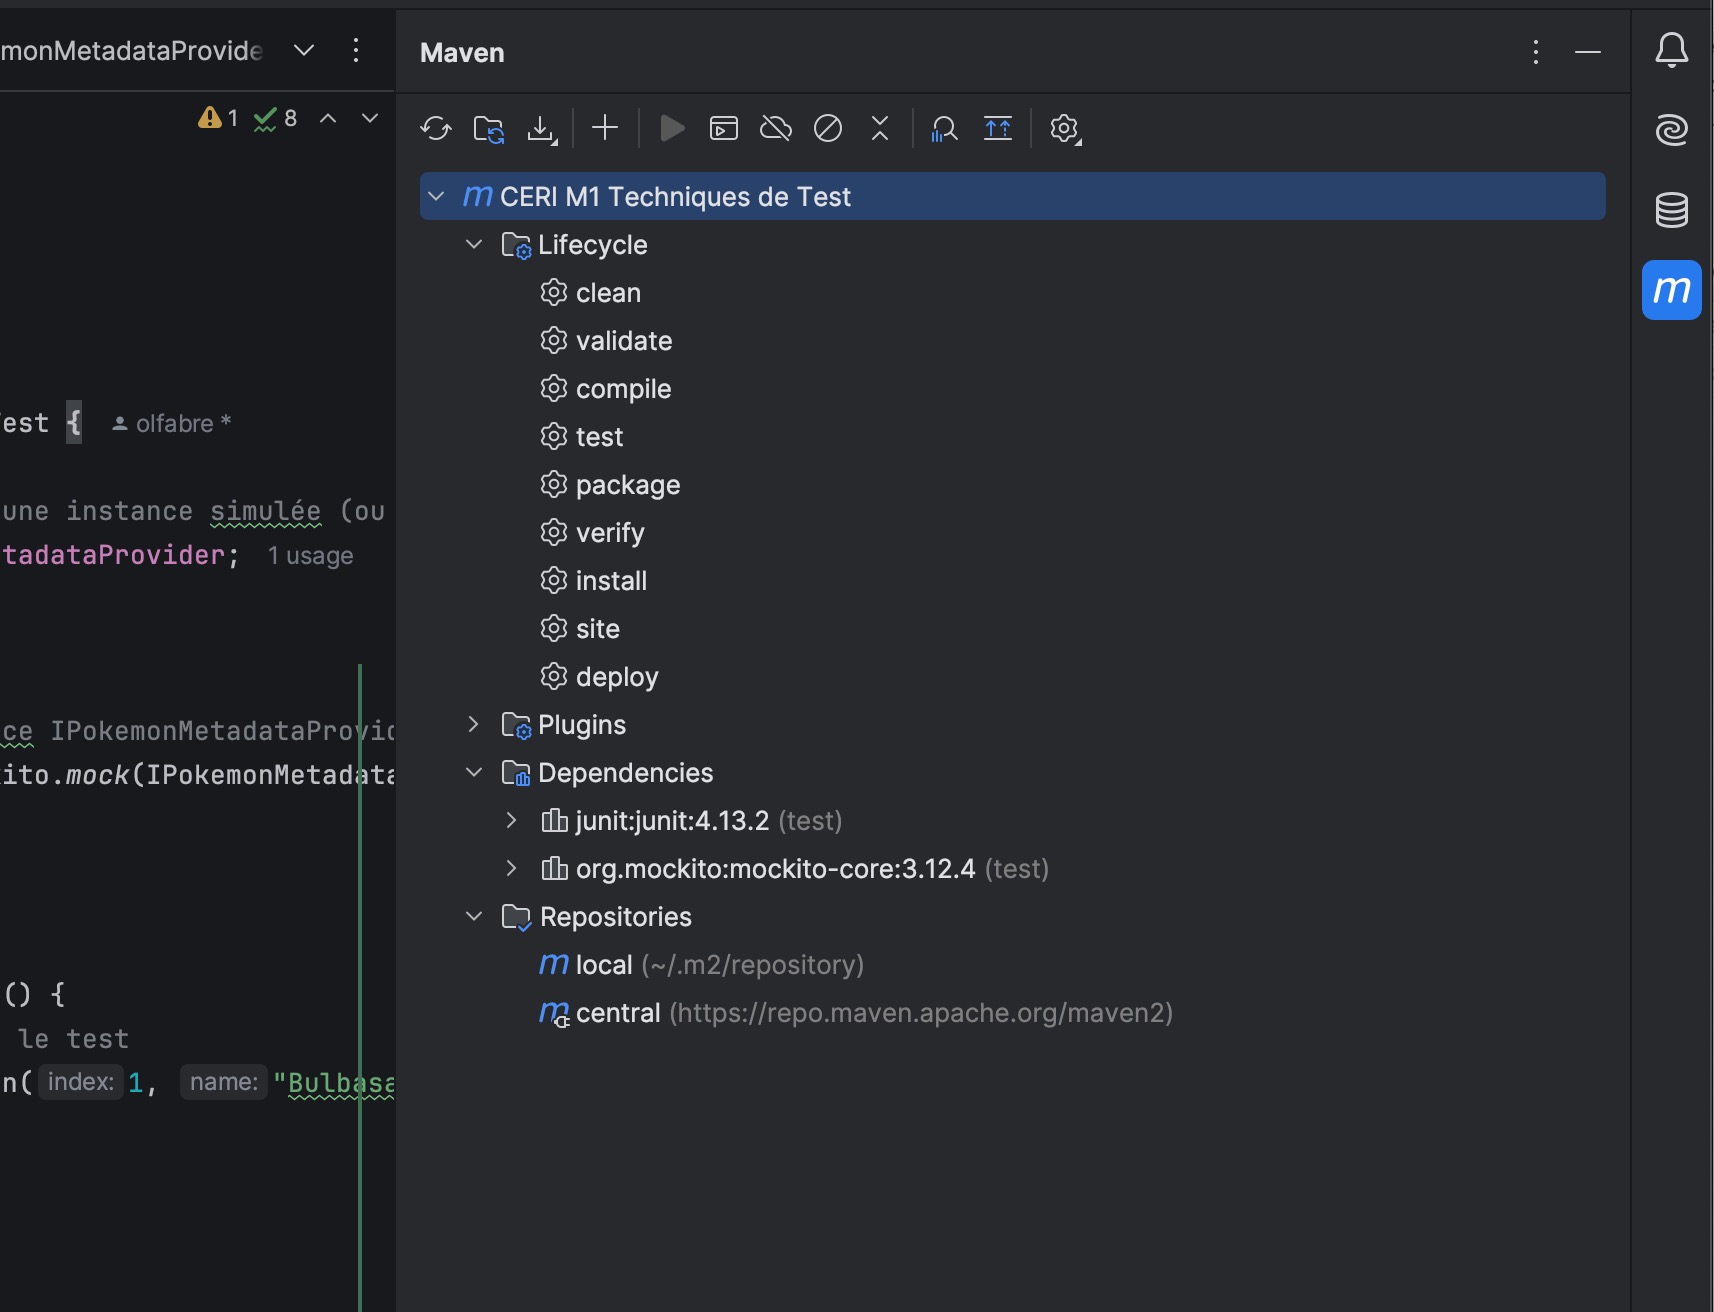 monMetadataProvide
1 8
est { olfabre *
une instance simulée (ou
tadataProvider; 1 usage
ce IPokemonMetadataProvid
ito.mock(IPokemonMetadata
() {
le test
n( index: 1, name: "Bulbasa
Maven
m CERI M1 Techniques de Test
Lifecycle
clean
validate
compile
test
package
verify
install
site
deploy
Plugins
Dependencies
junit:junit:4.13.2 (test)
org.mockito:mockito-core:3.12.4 (test)
Repositories
m local (~/.m2/repository)
m central (https://repo.maven.apache.org/maven2)
m